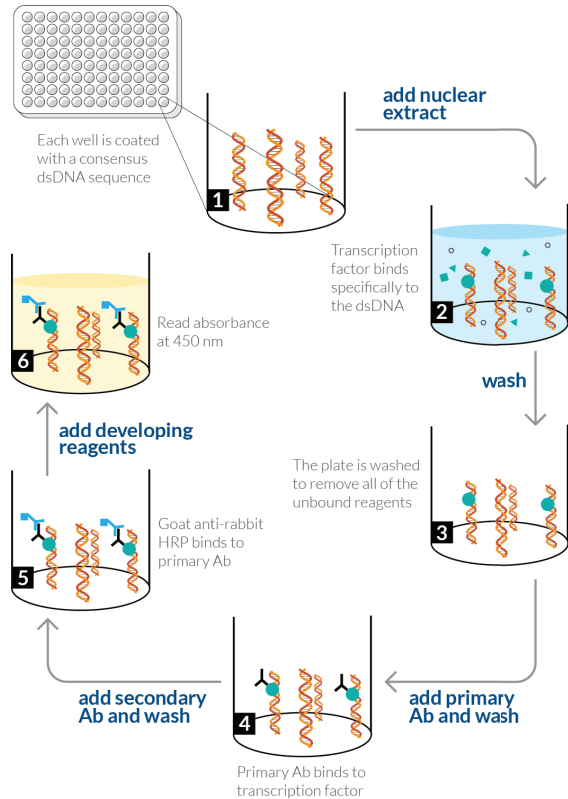 Each well is coated
with a consensus
dsDNA sequence
1
add nuclear
extract
Transcription
factor binds
specifically to
the dsDNA
2
wash
The plate is washed
to remove all of the
unbound reagents
3
add primary
Ab and wash
4
Primary Ab binds to
transcription factor
add secondary
Ab and wash
5
Goat anti-rabbit
HRP binds to
primary Ab
add developing
reagents
6
Read absorbance
at 450 nm